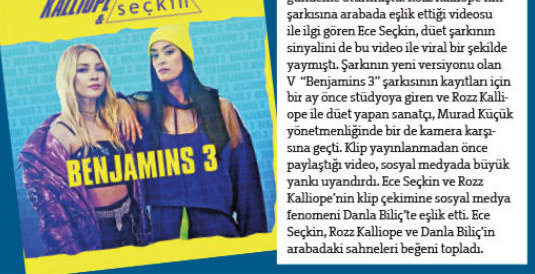 KALLIOPE
& seçkin
BENJAMINS 3
şarkısına arabada eşlik ettiği videosu
ile ilgi gören Ece Seçkin, düet şarkının
sinyalini de bu video ile viral bir şekilde
yaymıştı. Şarkının yeni versiyonu olan
V “Benjamins 3” şarkısının kayıtları için
bir ay önce stüdyoya giren ve Rozz Kalli-
ope ile düet yapan sanatçı, Murad Küçük
yönetmenliğinde bir de kamera karşı-
sına geçti. Klip yayınlanmadan önce
paylaştığı video, sosyal medyada büyük
yankı uyandırdı. Ece Seçkin ve Rozz
Kalliope’nin klip çekimine sosyal medya
fenomeni Danla Biliç’te eşlik etti. Ece
Seçkin, Rozz Kalliope ve Danla Biliç’in
arabadaki sahneleri beğeni topladı.